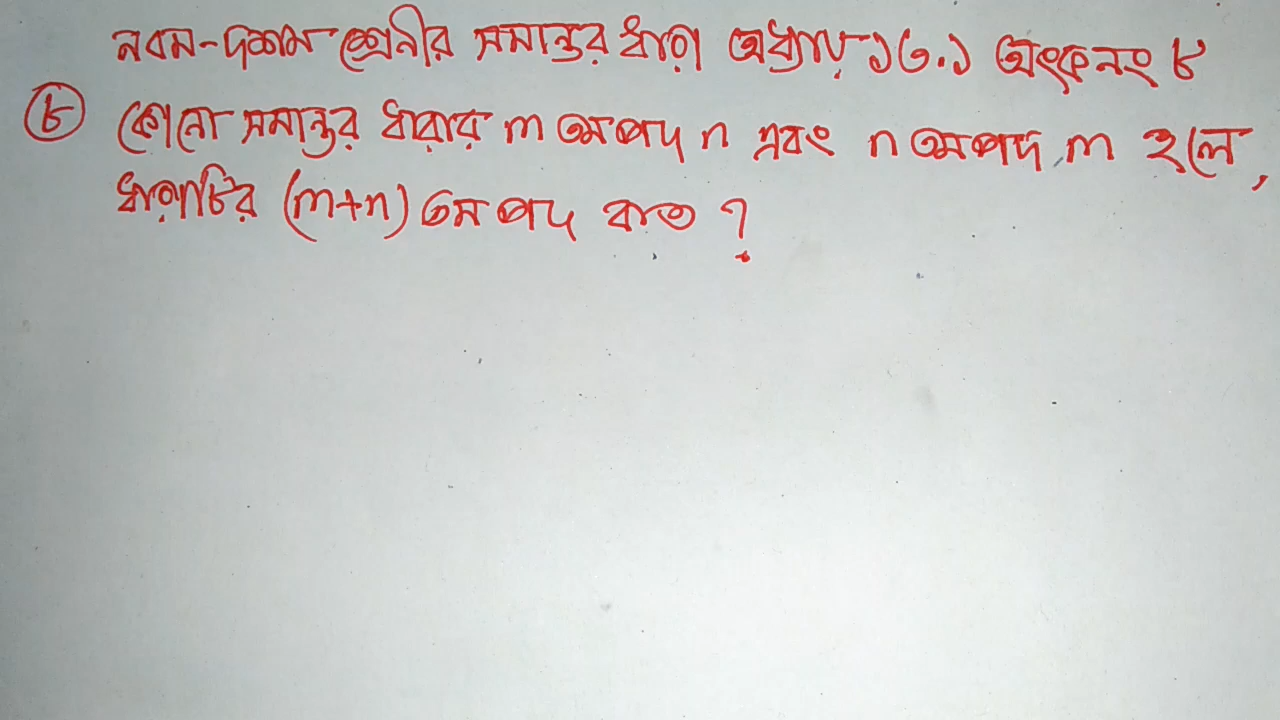 নবম-দশম শ্রেনীর সমান্তর ধারা অধ্যায় ১৩.১ অংক নং ৮
৮ কোনো সমান্তর ধারার m তম পদ n এবং n তম পদ m হলে,
ধারাটির (m+n) তম পদ কত ?